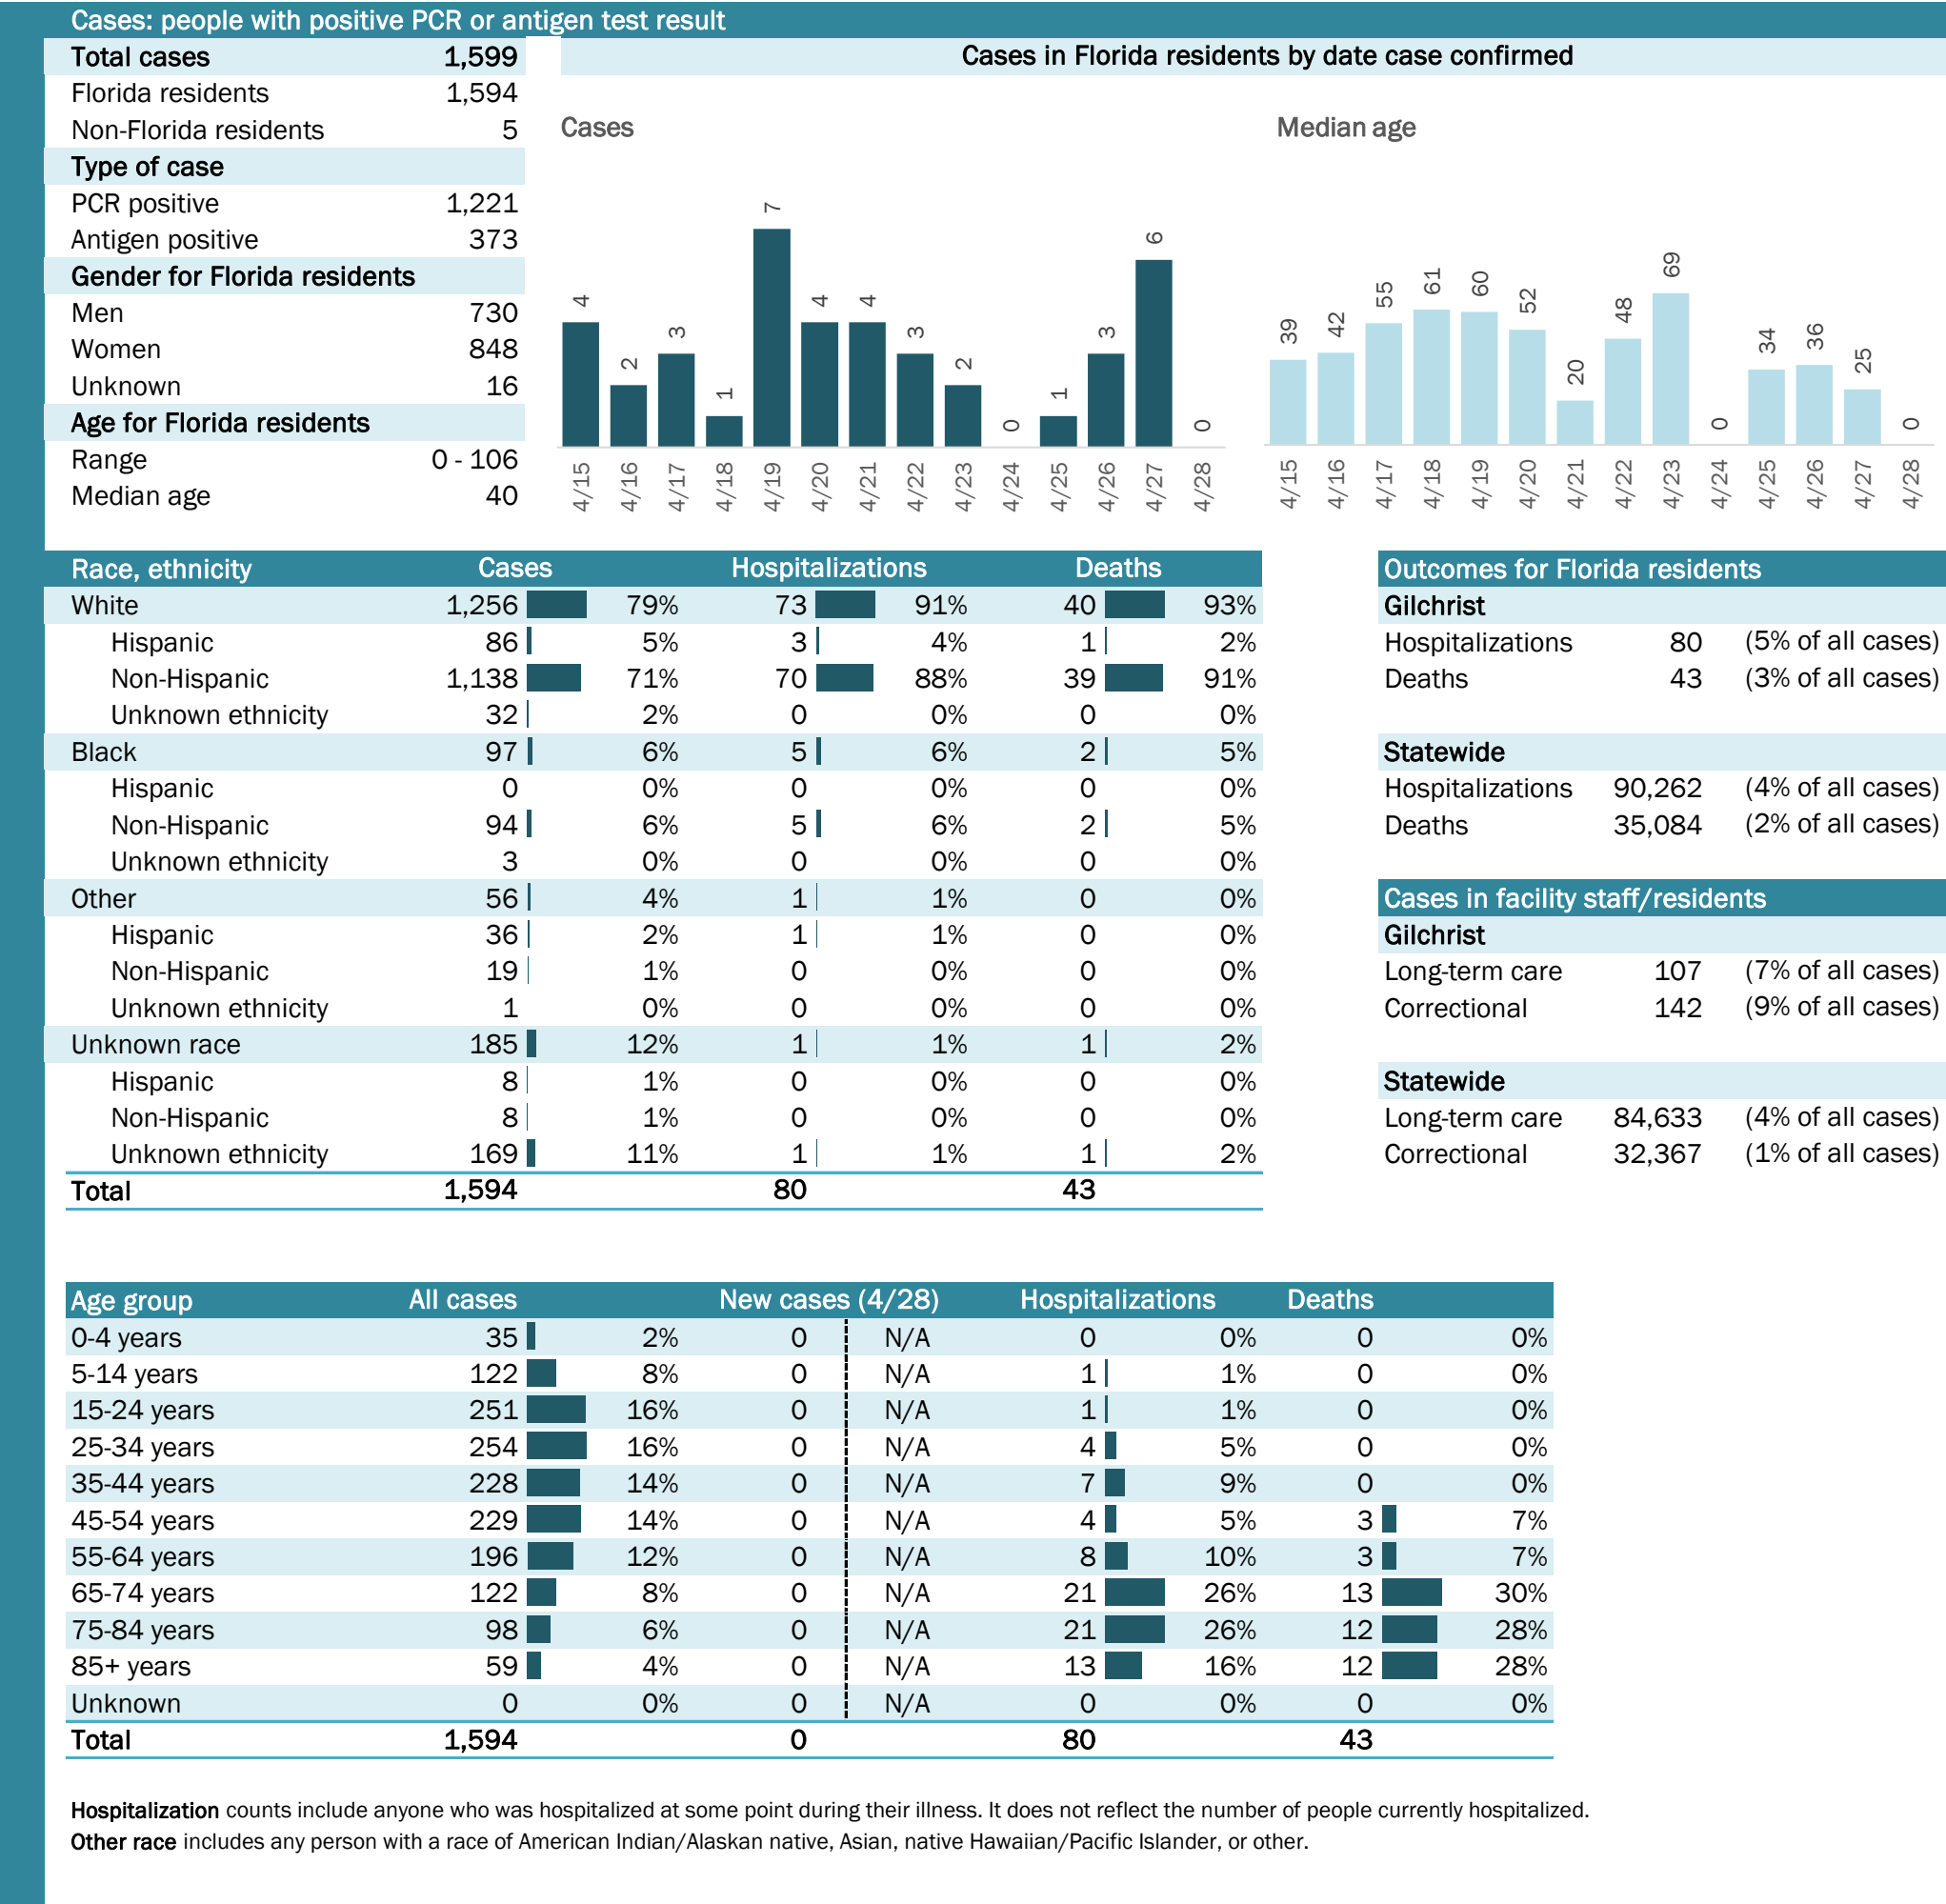 Cases: people with positive PCR or antigen test result
Total cases 1,599
Florida residents 1,594
Non-Florida residents 5
Type of case
PCR positive 1,221
Antigen positive 373
Gender for Florida residents
Men 730
Women 848
Unknown 16
Age for Florida residents
Range 0 - 106
Median age 40
Cases in Florida residents by date case confirmed
Cases
4 2 3 1 7 4 4 3 2 0 1 3 6 0
4/15 4/16 4/17 4/18 4/19 4/20 4/21 4/22 4/23 4/24 4/25 4/26 4/27 4/28
Median age
39 42 55 61 60 52 20 48 69 0 34 36 25 0
4/15 4/16 4/17 4/18 4/19 4/20 4/21 4/22 4/23 4/24 4/25 4/26 4/27 4/28
Race, ethnicity Cases Hospitalizations Deaths
White 1,256 79% 73 91% 40 93%
Hispanic 86 5% 3 4% 1 2%
Non-Hispanic 1,138 71% 70 88% 39 91%
Unknown ethnicity 32 2% 0 0% 0 0%
Black 97 6% 5 6% 2 5%
Hispanic 0 0% 0 0% 0 0%
Non-Hispanic 94 6% 5 6% 2 5%
Unknown ethnicity 3 0% 0 0% 0 0%
Other 56 4% 1 1% 0 0%
Hispanic 36 2% 1 1% 0 0%
Non-Hispanic 19 1% 0 0% 0 0%
Unknown ethnicity 1 0% 0 0% 0 0%
Unknown race 185 12% 1 1% 1 2%
Hispanic 8 1% 0 0% 0 0%
Non-Hispanic 8 1% 0 0% 0 0%
Unknown ethnicity 169 11% 1 1% 1 2%
Total 1,594 80 43
Outcomes for Florida residents
Gilchrist
Hospitalizations 80 (5% of all cases)
Deaths 43 (3% of all cases)
Statewide
Hospitalizations 90,262 (4% of all cases)
Deaths 35,084 (2% of all cases)
Cases in facility staff/residents
Gilchrist
Long-term care 107 (7% of all cases)
Correctional 142 (9% of all cases)
Statewide
Long-term care 84,633 (4% of all cases)
Correctional 32,367 (1% of all cases)
Age group All cases New cases (4/28) Hospitalizations Deaths
0-4 years 35 2% 0 N/A 0 0% 0 0%
5-14 years 122 8% 0 N/A 1 1% 0 0%
15-24 years 251 16% 0 N/A 1 1% 0 0%
25-34 years 254 16% 0 N/A 4 5% 0 0%
35-44 years 228 14% 0 N/A 7 9% 0 0%
45-54 years 229 14% 0 N/A 4 5% 3 7%
55-64 years 196 12% 0 N/A 8 10% 3 7%
65-74 years 122 8% 0 N/A 21 26% 13 30%
75-84 years 98 6% 0 N/A 21 26% 12 28%
85+ years 59 4% 0 N/A 13 16% 12 28%
Unknown 0 0% 0 N/A 0 0% 0 0%
Total 1,594 0 80 43
Hospitalization counts include anyone who was hospitalized at some point during their illness. It does not reflect the number of people currently hospitalized.
Other race includes any person with a race of American Indian/Alaskan native, Asian, native Hawaiian/Pacific Islander, or other.